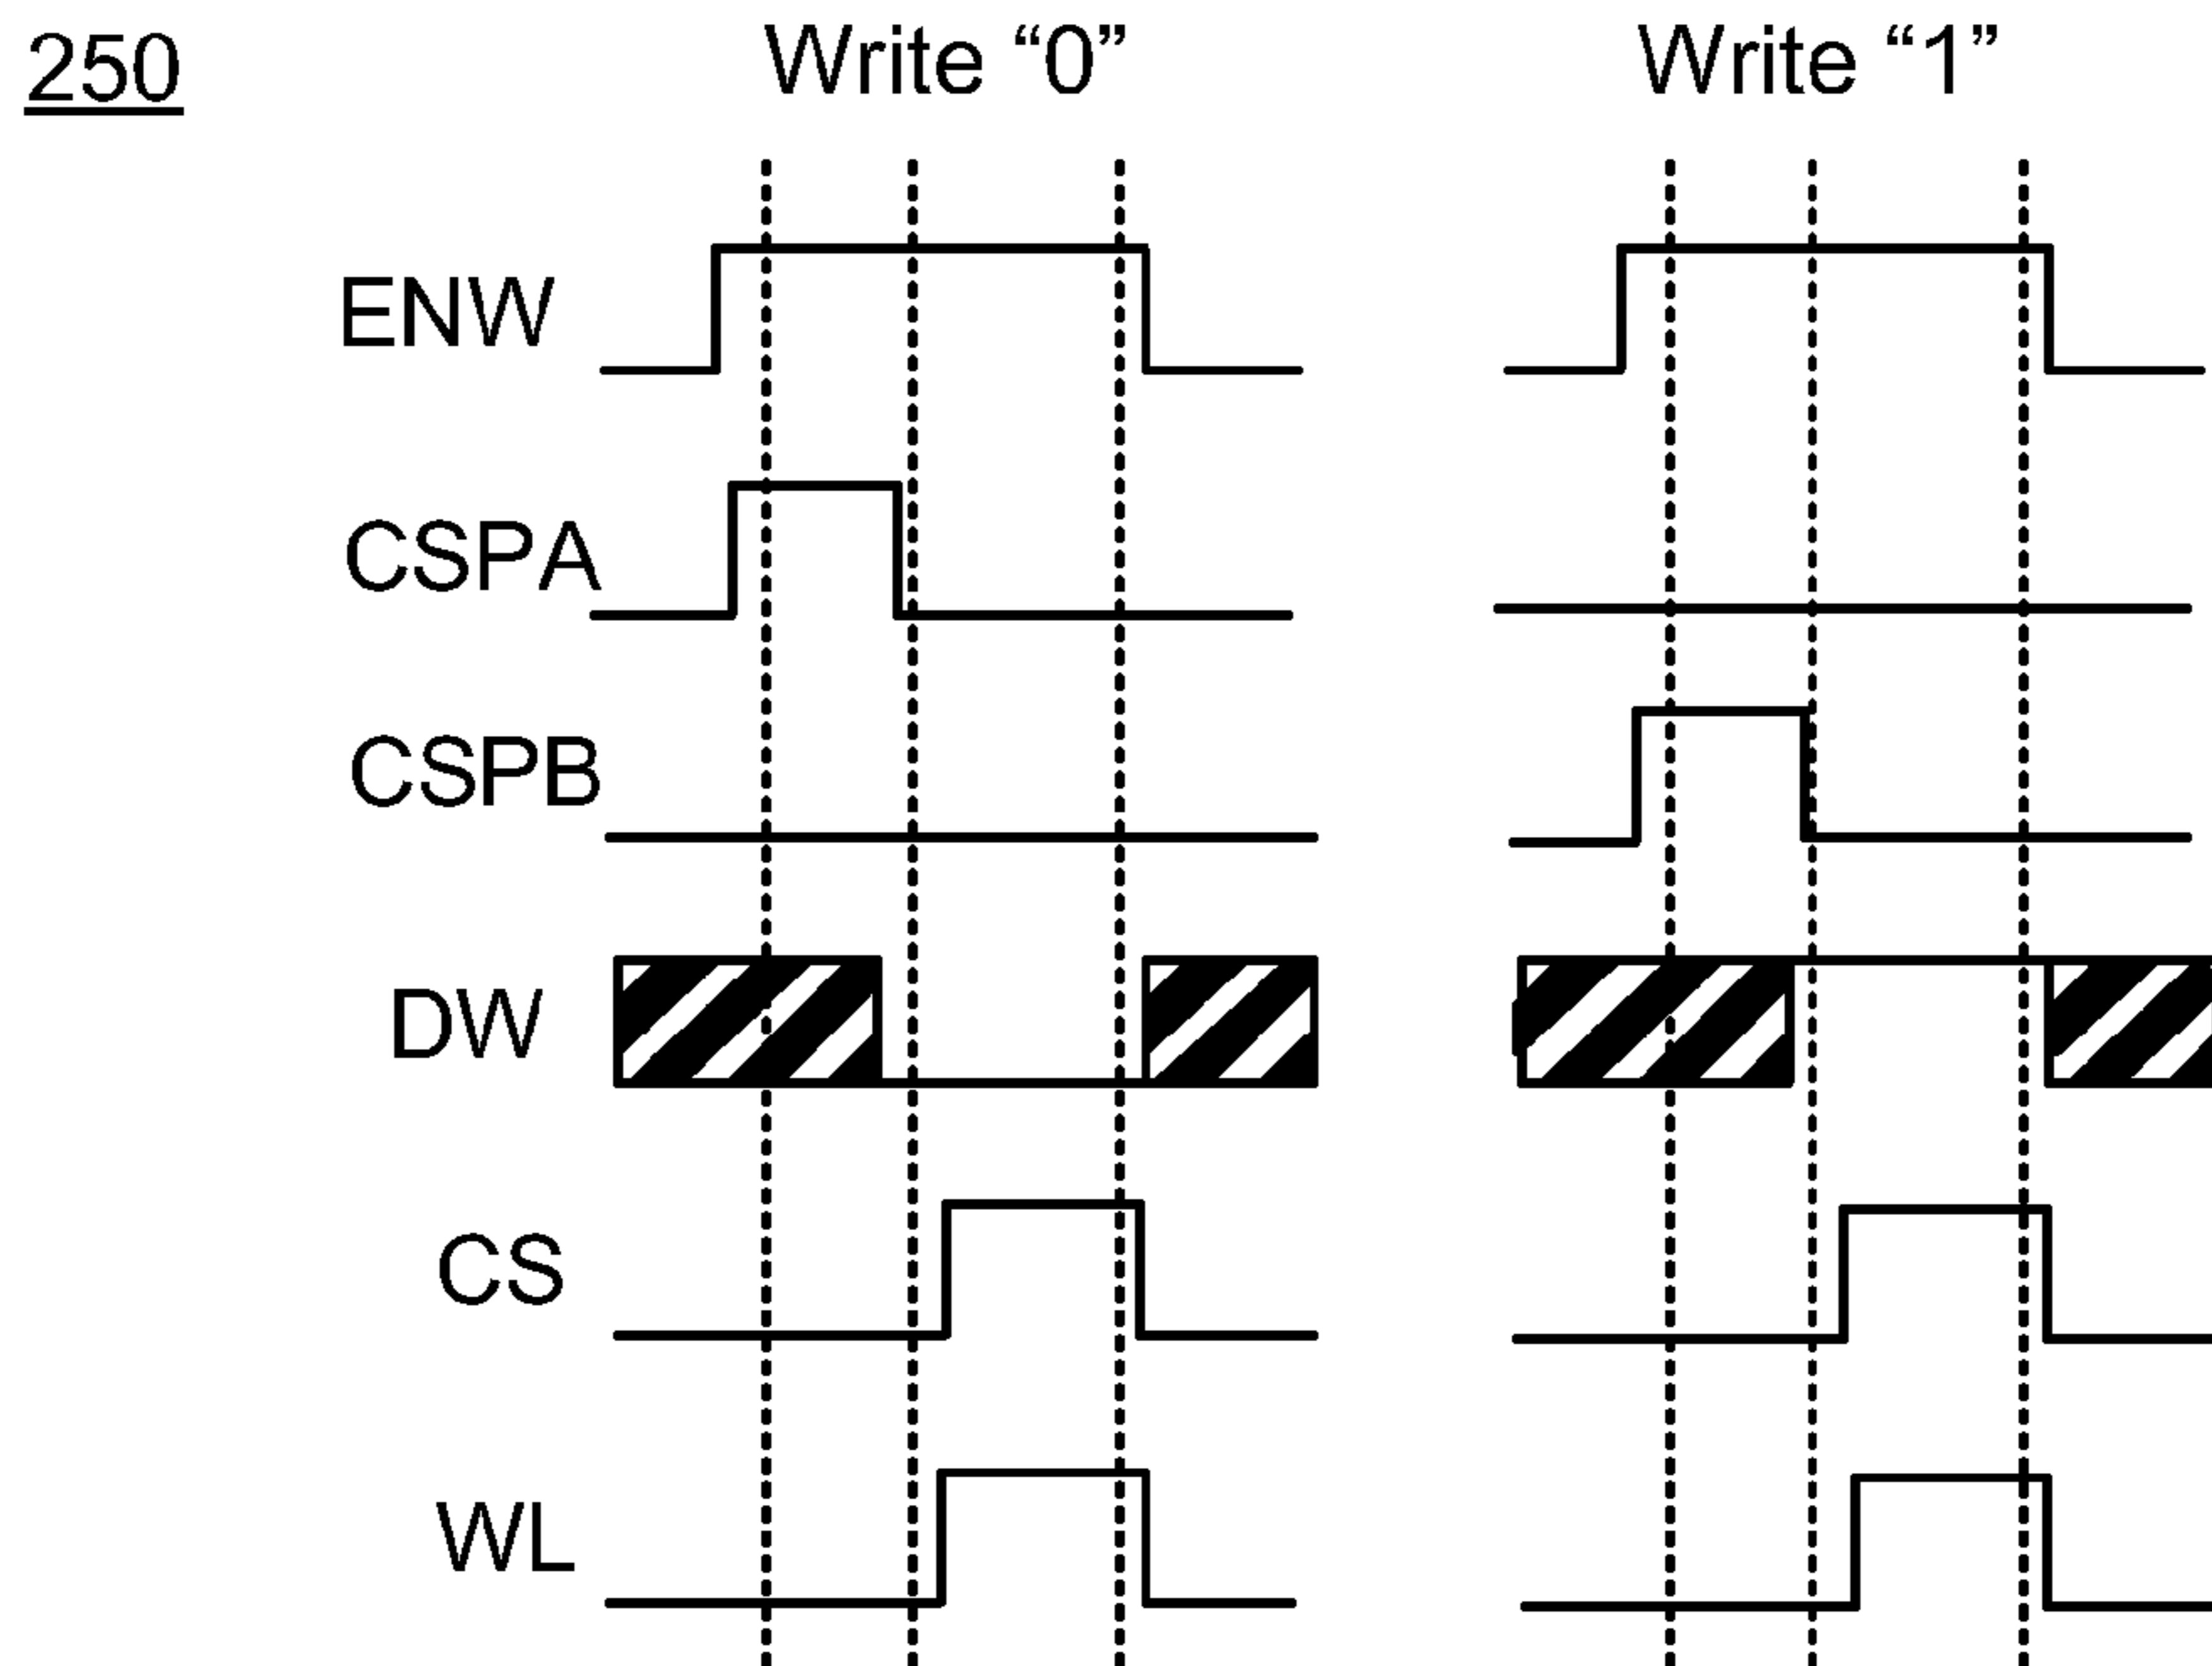 250
Write “0”
Write “1”
ENW
CSPA
CSPB
DW
CS
WL